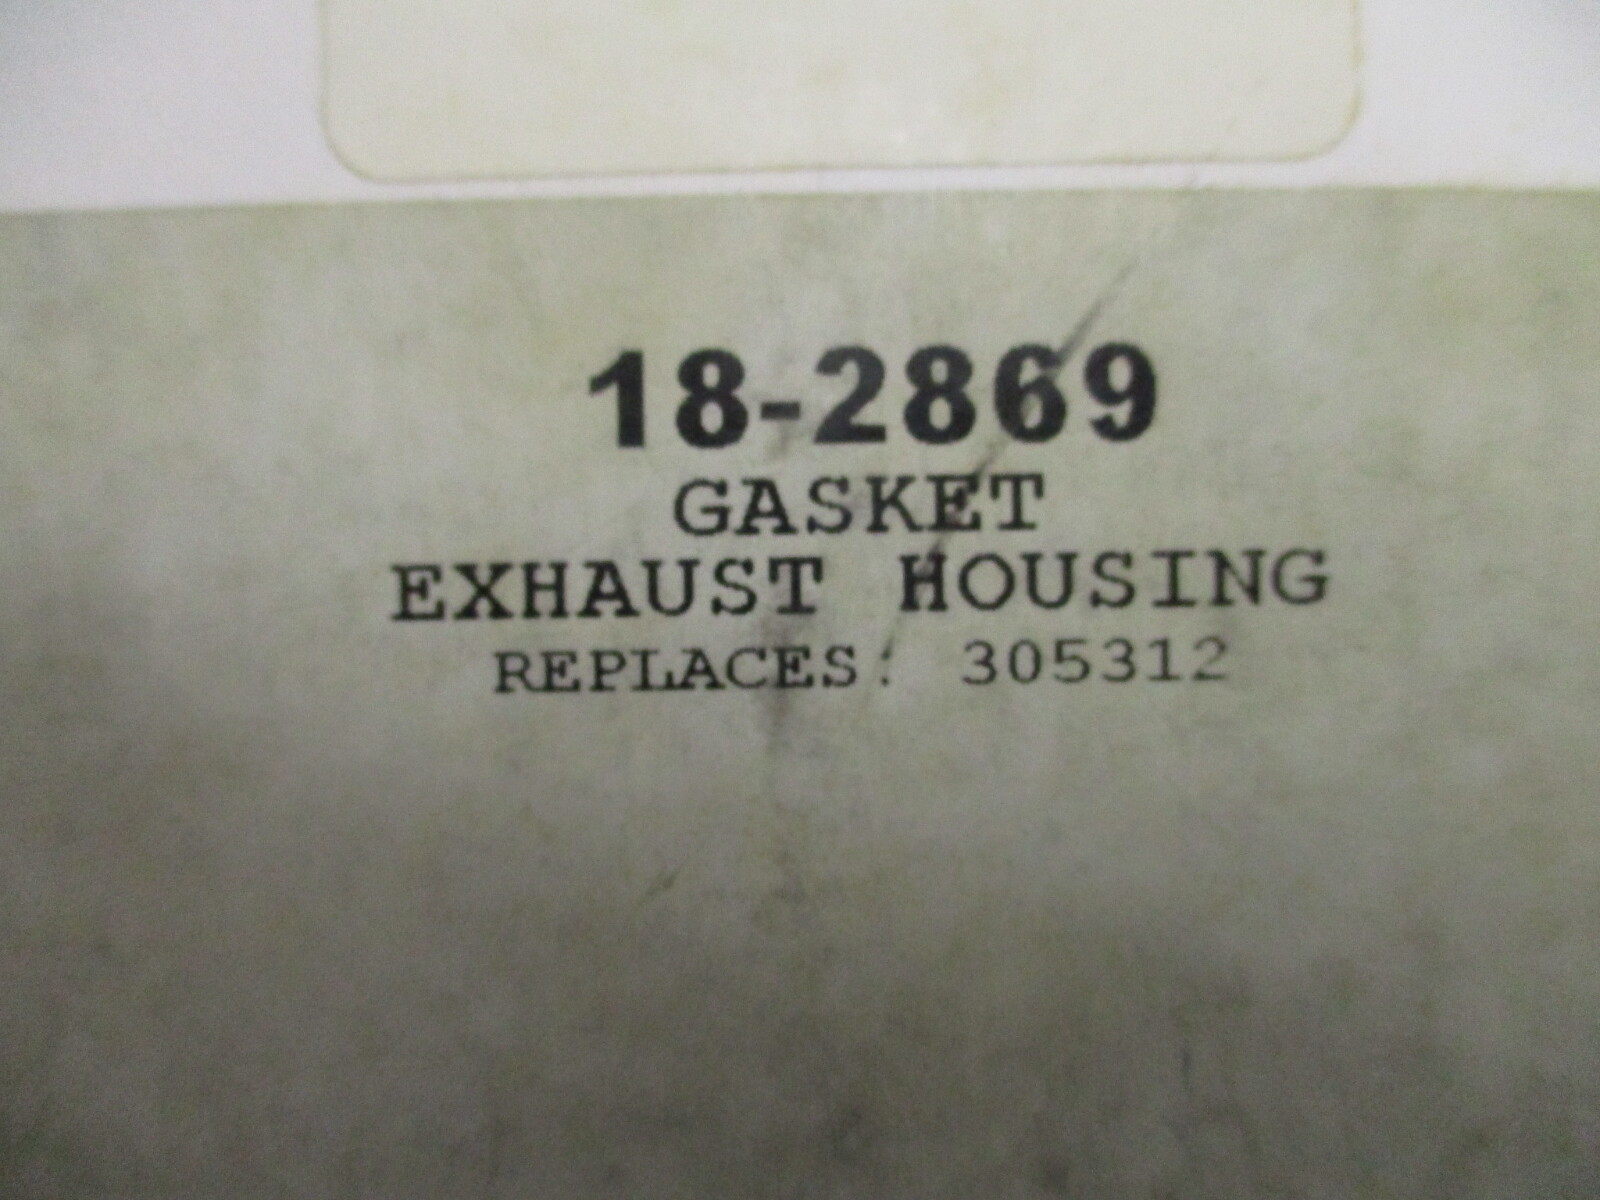 18-2869
GASKET
EXHAUST HOUSING
REPLACES: 305312